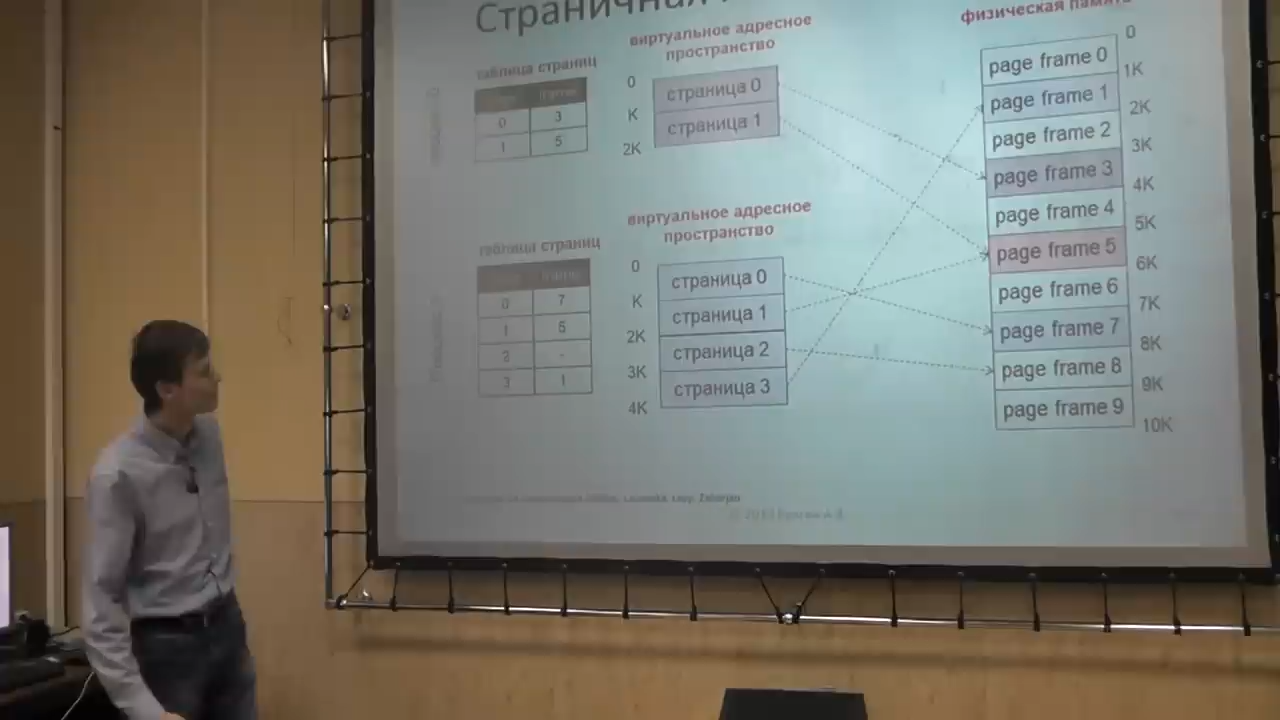 Страничная
таблица страниц
0 3
1 5
виртуальное адресное
пространство
0
K
2K
страница 0
страница 1
таблица страниц
0 7
1 5
2 -
3 1
виртуальное адресное
пространство
0
K
2K
3K
4K
страница 0
страница 1
страница 2
страница 3
физическая память
page frame 0
page frame 1
page frame 2
page frame 3
page frame 4
page frame 5
page frame 6
page frame 7
page frame 8
page frame 9
0
1K
2K
3K
4K
5K
6K
7K
8K
9K
10K